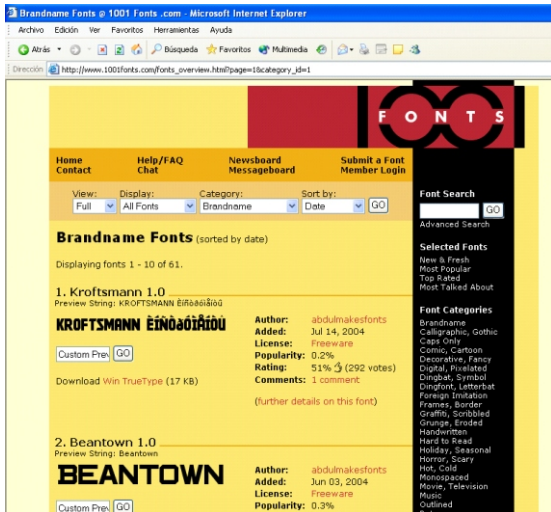 Brandname Fonts @ 1001 Fonts .com - Microsoft Internet Explorer
Archivo Edición Ver Favoritos Herramientas Ayuda
Atrás Búsqueda Favoritos Multimedia
Dirección http://www.1001fonts.com/fonts_overview.html?page=1&category_id=1
FONTS
Home Help/FAQ Newsboard Submit a Font
Contact Chat Messageboard Member Login
View: Display: Category: Sort by:
Full All Fonts Brandname Date GO
Brandname Fonts (sorted by date)
Displaying fonts 1 - 10 of 61.
1. Kroftsmann 1.0
Preview String: KROFTSMANN ÈíñòðóïÅíòü
KROFTSMANN
Custom Prev GO
Download Win TrueType (17 KB)
Author: abdulmakesfonts
Added: Jul 14, 2004
License: Freeware
Popularity: 0.2%
Rating: 51% (292 votes)
Comments: 1 comment
(further details on this font)
2. Beantown 1.0
Preview String: Beantown
BEANTOWN
Custom Prev GO
Author: abdulmakesfonts
Added: Jun 03, 2004
License: Freeware
Popularity: 0.3%
Font Search
GO
Advanced Search
Selected Fonts
New & Fresh
Most Popular
Top Rated
Most Talked About
Font Categories
Brandname
Calligraphic, Gothic
Caps Only
Comic, Cartoon
Decorative, Fancy
Digital, Pixelated
Dingbat, Symbol
Dingfont, Letterbat
Foreign Imitation
Frames, Border
Graffiti, Scribbled
Grunge, Eroded
Handwritten
Hard to Read
Holiday, Seasonal
Horror, Scary
Hot, Cold
Monospaced
Movie, Television
Music
Outlined